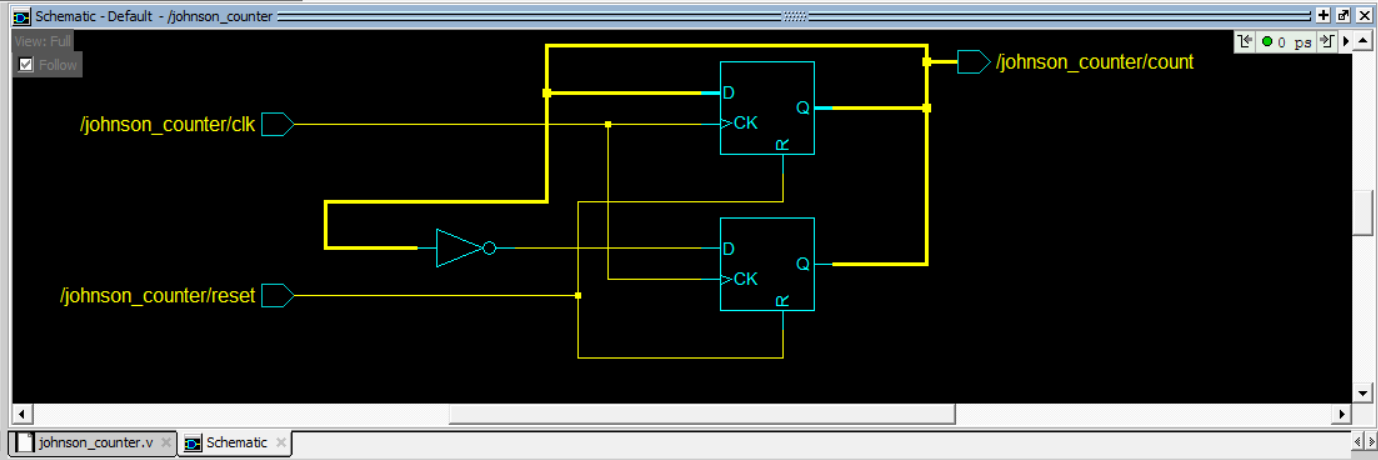 Schematic - Default - /johnson_counter
View: Full
Follow
0 ps
/johnson_counter/count
D
Q
CK
R
/johnson_counter/clk
D
Q
CK
R
/johnson_counter/reset
johnson_counter.v
Schematic